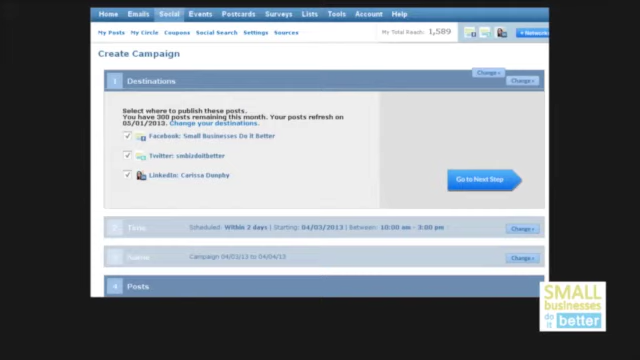 Home Emails Social Events Postcards Surveys Lists Tools Account Help
My Posts My Circle Coupons Social Search Settings Sources My Total Reach: 1,589 + Networks
Create Campaign
Change
1 Destinations Change
Select where to publish these posts.
You have 300 posts remaining this month. Your posts refresh on
05/01/2013. Change your destinations.
Facebook: Small Businesses Do it Better
Twitter: smbizdoitbetter
LinkedIn: Carissa
Go to Next Step
2 Time Scheduled: Within 2 days | Starting: 04/03/2013 | Between: 10:00 am - 3:00 pm Change
3 Name Campaign 04/03/13 to 04/04/13 Change
4 Posts
SMALL
businesses
do
it better